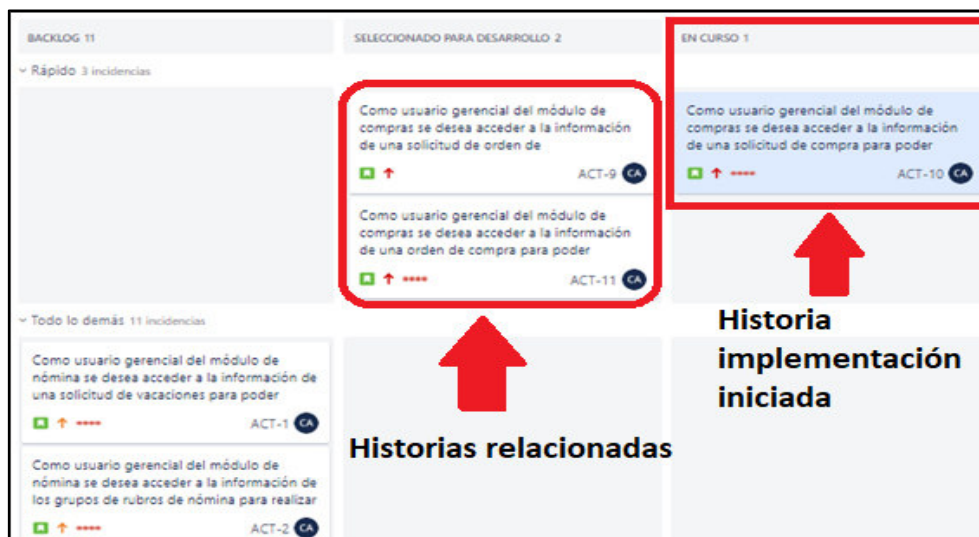 BACKLOG 11
SELECCIONADO PARA DESARROLLO 2
EN CURSO 1
Rápido 3 incidencias
Como usuario gerencial del módulo de
compras se desea acceder a la información
de una solicitud de orden de
ACT-9 CA
Como usuario gerencial del módulo de
compras se desea acceder a la información
de una orden de compra para poder
ACT-11 CA
Como usuario gerencial del módulo de
compras se desea acceder a la información
de una solicitud de compra para poder
ACT-10 CA
Todo lo demás 11 incidencias
Como usuario gerencial del módulo de
nómina se desea acceder a la información de
una solicitud de vacaciones para poder
ACT-1 CA
Como usuario gerencial del módulo de
nómina se desea acceder a la información de
los grupos de rubros de nómina para realizar
ACT-2 CA
Historias relacionadas
Historia
implementación
iniciada